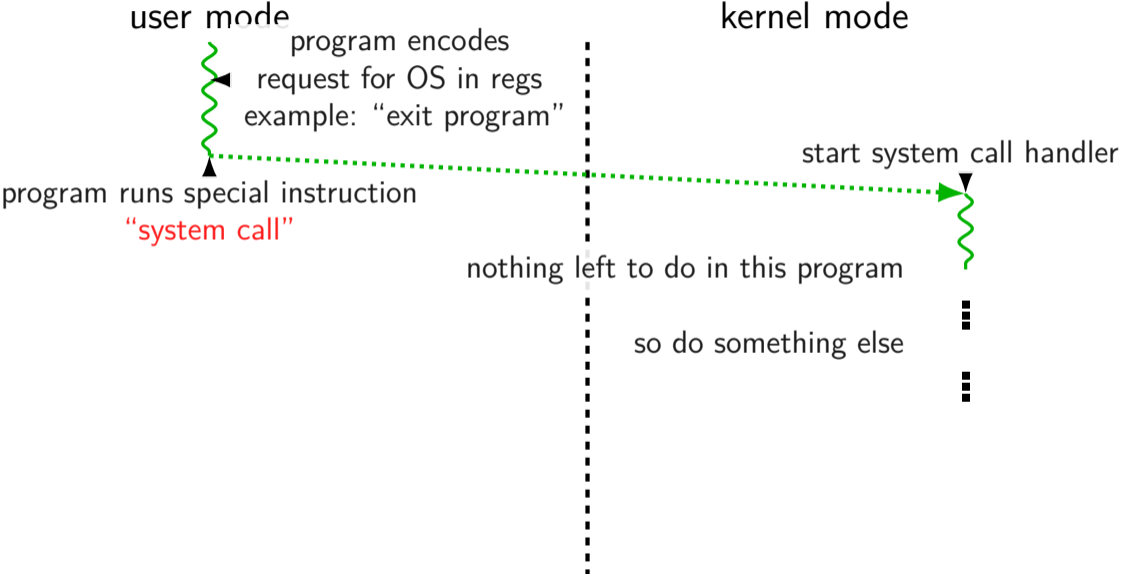 user mode
kernel mode
program encodes
request for OS in regs
example: “exit program”
start system call handler
program runs special instruction
“system call”
nothing left to do in this program
so do something else